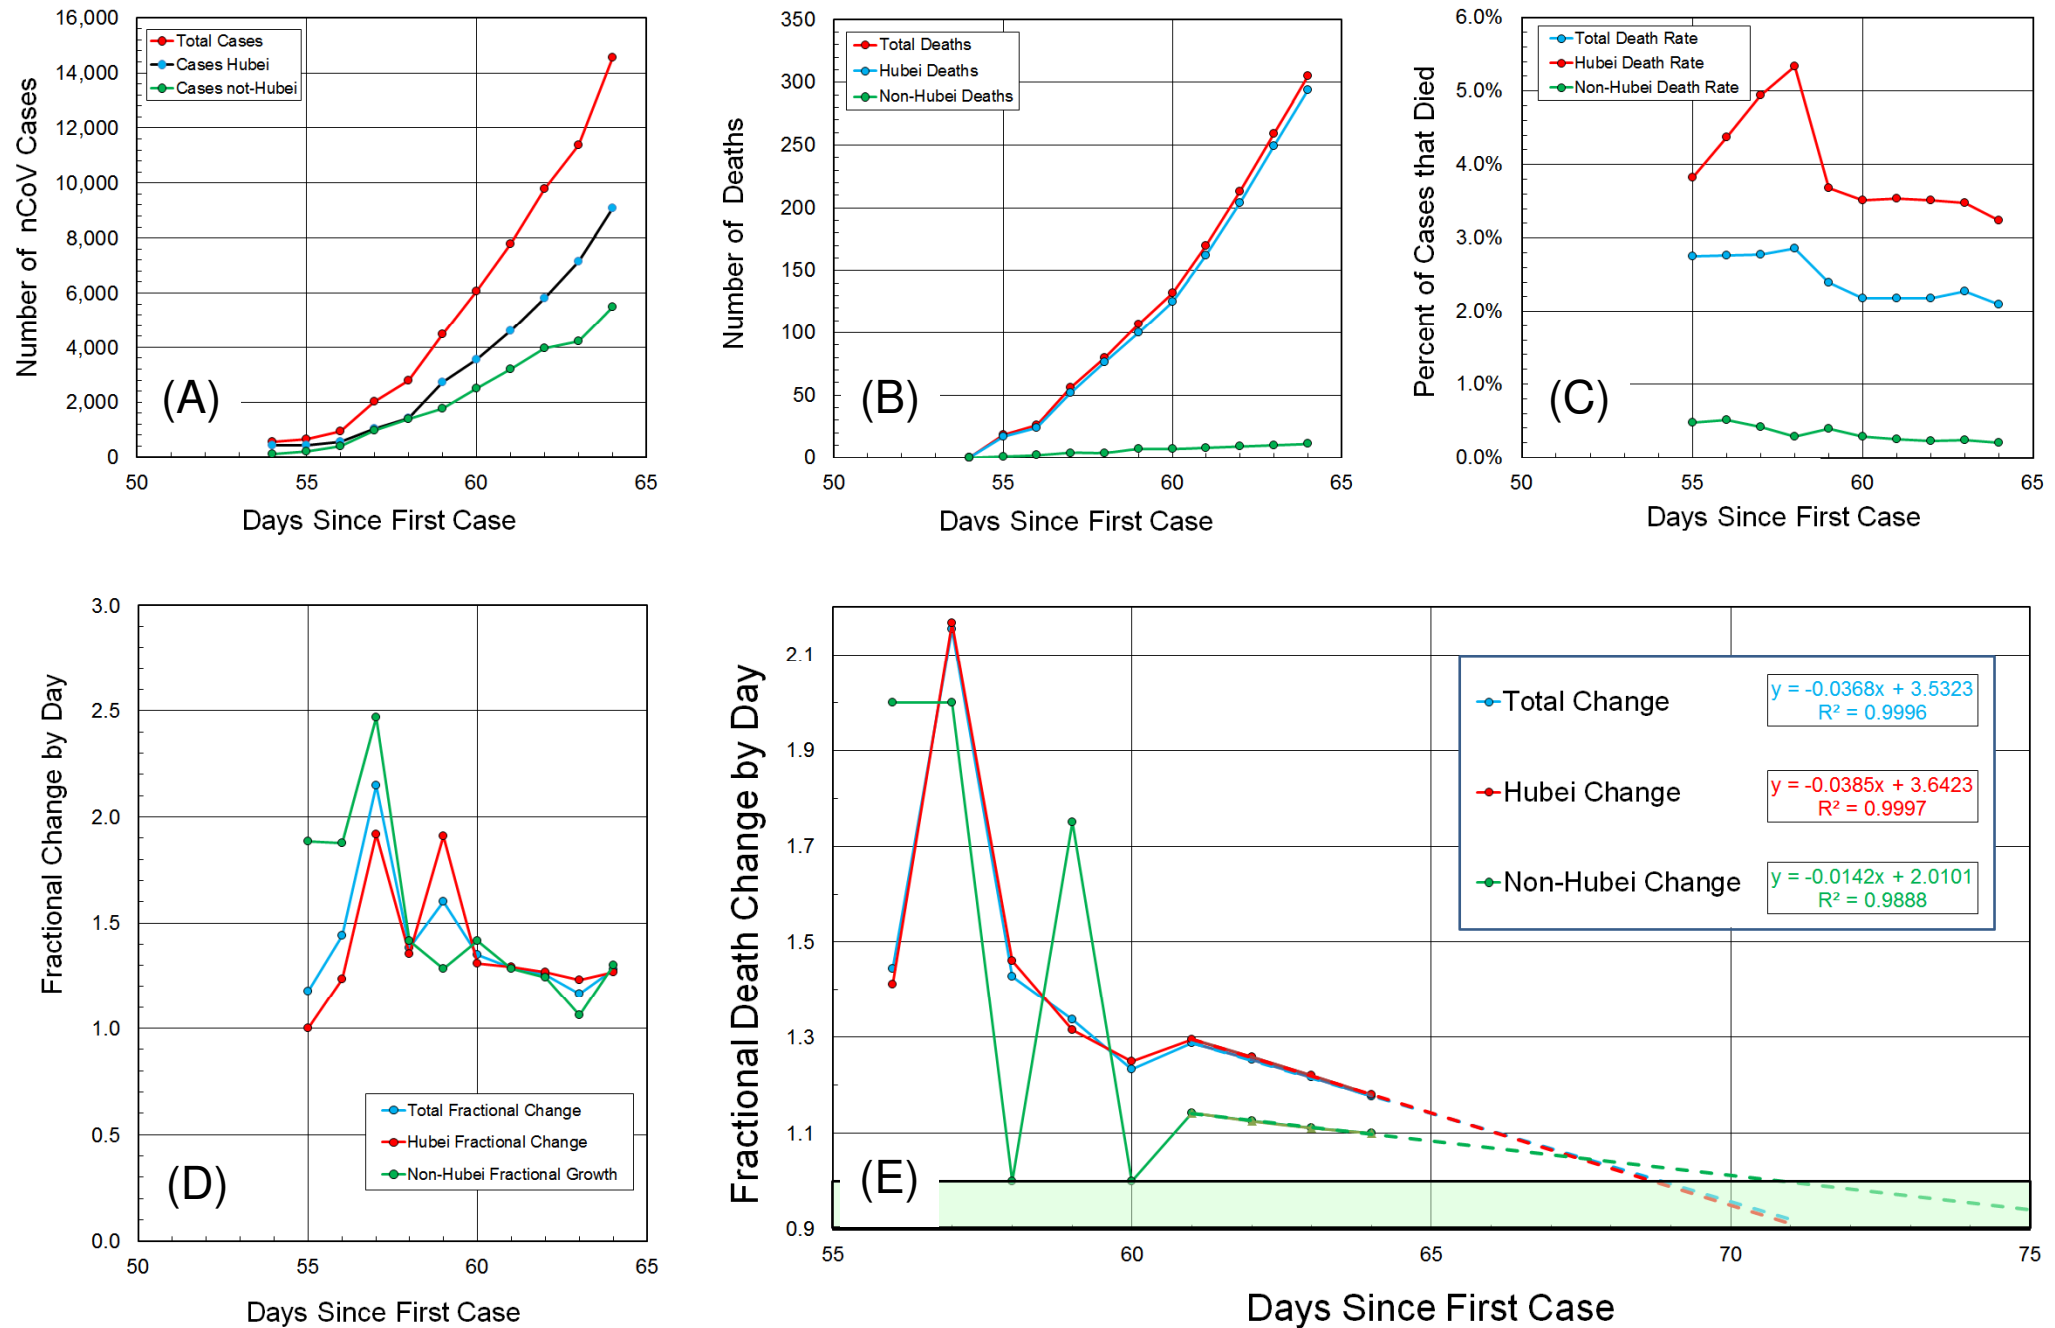 16,000
14,000
12,000
10,000
8,000
6,000
4,000
2,000
0
Number of nCoV Cases
Total Cases
Cases Hubei
Cases not-Hubei
(A)
50 55 60 65
Days Since First Case
350
300
250
200
150
100
50
0
Number of Deaths
Total Deaths
Hubei Deaths
Non-Hubei Deaths
(B)
50 55 60 65
Davs Since First Case
6.0%
5.0%
4.0%
3.0%
2.0%
1.0%
0.0%
Percent of Cases that Died
Total Death Rate
Hubei Death Rate
Non-Hubei Death Rate
(C)
50 55 60 65
Days Since First Case
3.0
2.5
2.0
1.5
1.0
0.5
0.0
Fractional Change by Day
Total Fractional Change
Hubei Fractional Change
Non-Hubei Fractional Growth
(D)
50 55 60 65
Days Since First Case
2.1
1.9
1.7
1.5
1.3
1.1
0.9
Fractional Death Change by Day
Total Change
y = -0.0368x + 3.5323
R² = 0.9996
Hubei Change
y = -0.0385x + 3.6423
R² = 0.9997
Non-Hubei Change
y = -0.0142x + 2.0101
R² = 0.9888
(E)
55 60 65 70 75
Days Since First Case